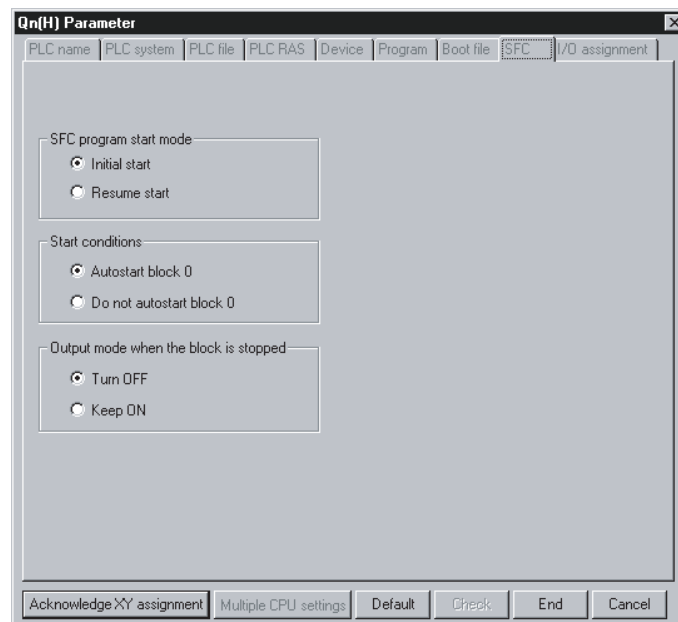 Qn(H) Parameter
PLC name PLC system PLC file PLC RAS Device Program Boot file SFC I/O assignment
SFC program start mode
Initial start
Resume start
Start conditions
Autostart block 0
Do not autostart block 0
Output mode when the block is stopped
Turn OFF
Keep ON
Acknowledge XY assignment Multiple CPU settings Default Check End Cancel